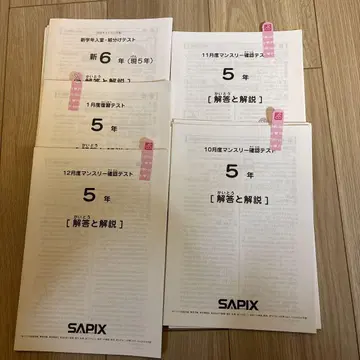 新学年入室・組分けテスト
新 6 年(現5年)
1月度復習テスト
5 年
かいとう
[解答と解説]
12月度マンスリー確認テスト
5 年
かいとう
[解答と解説]
SAPIX
11月度マンスリー確認テスト
5 年
かいとう
[解答と解説]
10月度マンスリー確認テスト
5 年
かいとう
[解答と解説]
SAPIX